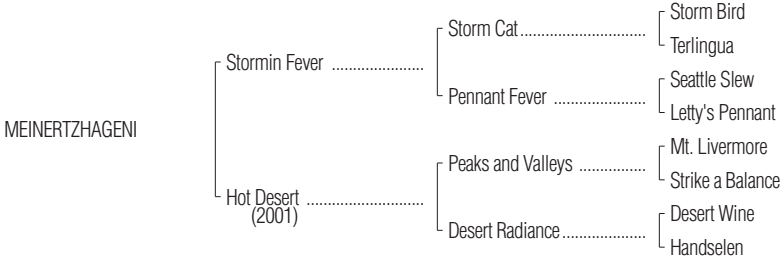 Storm Bird
Storm Cat..............................
Terlingua
Stormin Fever ......................
Seattle Slew
Pennant Fever ......................
Letty's Pennant
MEINERTZHAGENI
Mt. Livermore
Peaks and Valleys ................
Strike a Balance
Hot Desert ...........................
(2001)
Desert Wine
Desert Radiance....................
Handselen